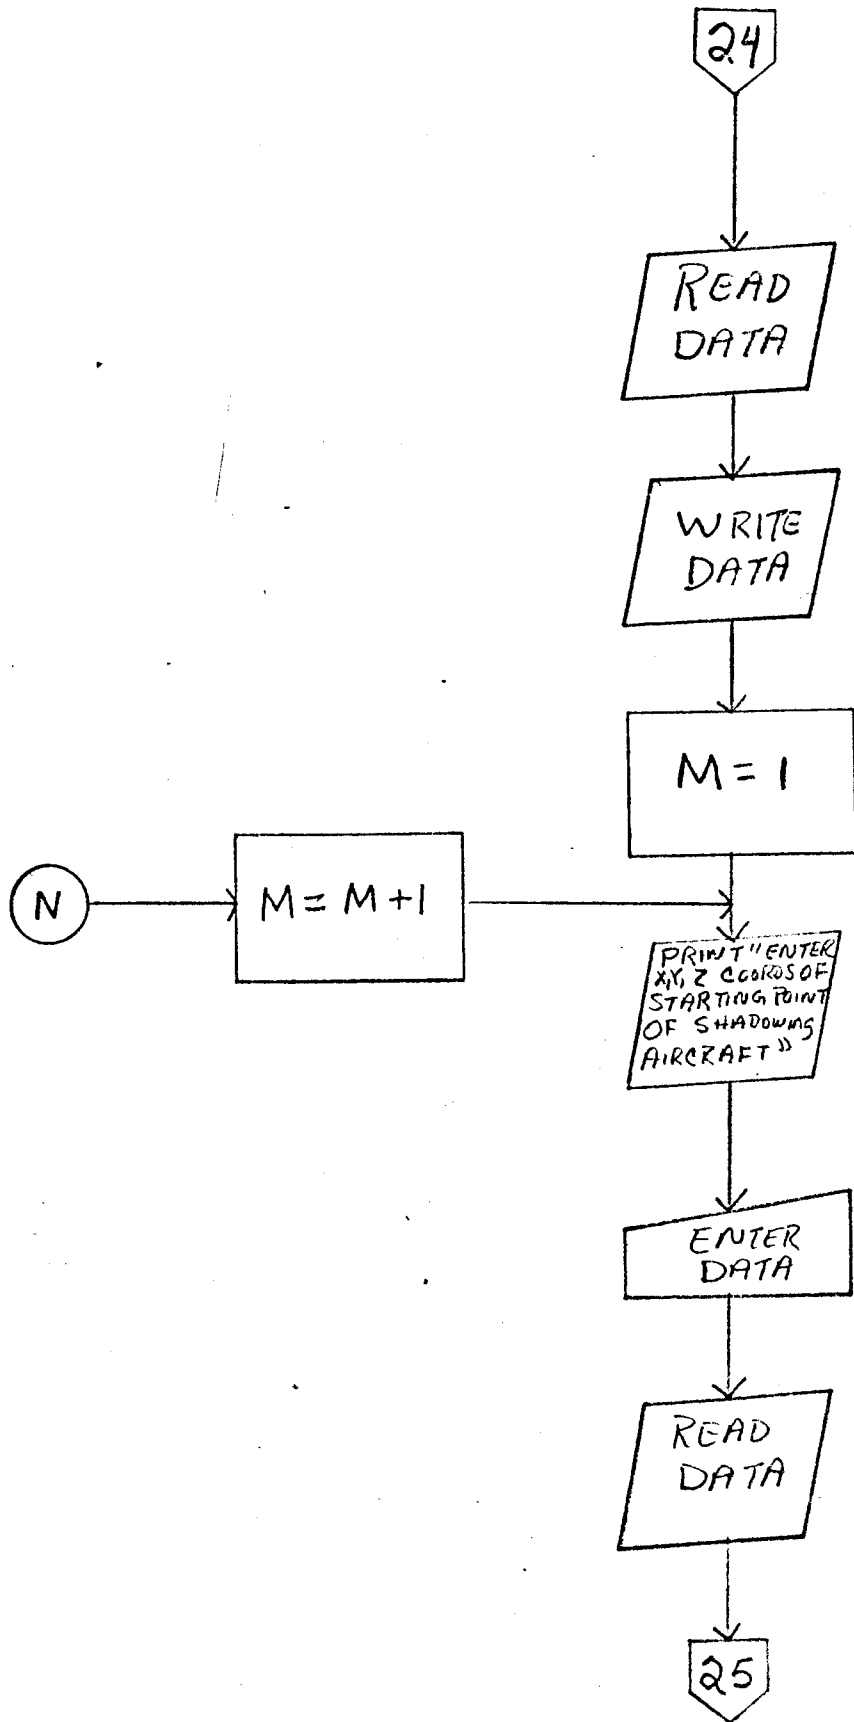 24
READ
DATA
WRITE
DATA
M = 1
N
M = M + 1
PRINT "ENTER
X,Y, Z COORDS OF
STARTING POINT
OF SHADOWING
AIRCRAFT"
ENTER
DATA
READ
DATA
25